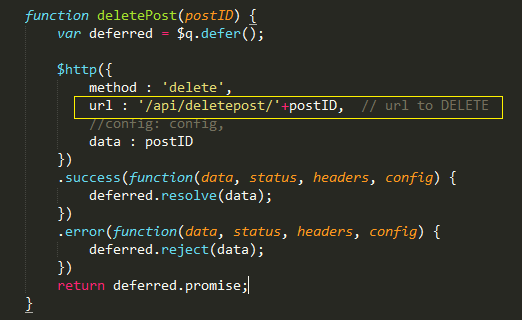 function deletePost(postID) {
var deferred = $q.defer();
$http({
method : 'delete',
url : '/api/deletepost/'+postID,  // url to DELETE
//config: config,
data : postID
})
.success(function(data, status, headers, config) {
deferred.resolve(data);
})
.error(function(data, status, headers, config) {
deferred.reject(data);
})
return deferred.promise;
}